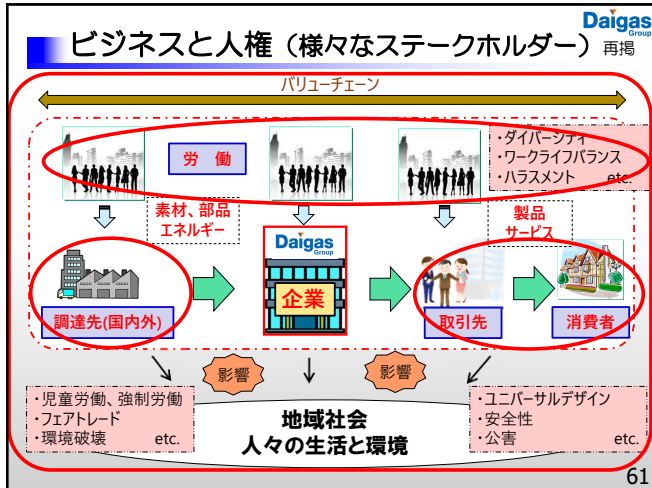 Daigas
Group
ビジネスと人権（様々なステークホルダー）
再掲
バリューチェーン
労 働
・ダイバーシティ
・ワークライフバランス
・ハラスメント etc.
素材、部品
エネルギー
製品
サービス
Daigas
Group
企業
調達先(国内外)
取引先
消費者
影響
影響
・児童労働、強制労働
・フェアトレード
・環境破壊 etc.
地域社会
人々の生活と環境
・ユニバーサルデザイン
・安全性
・公害 etc.
61